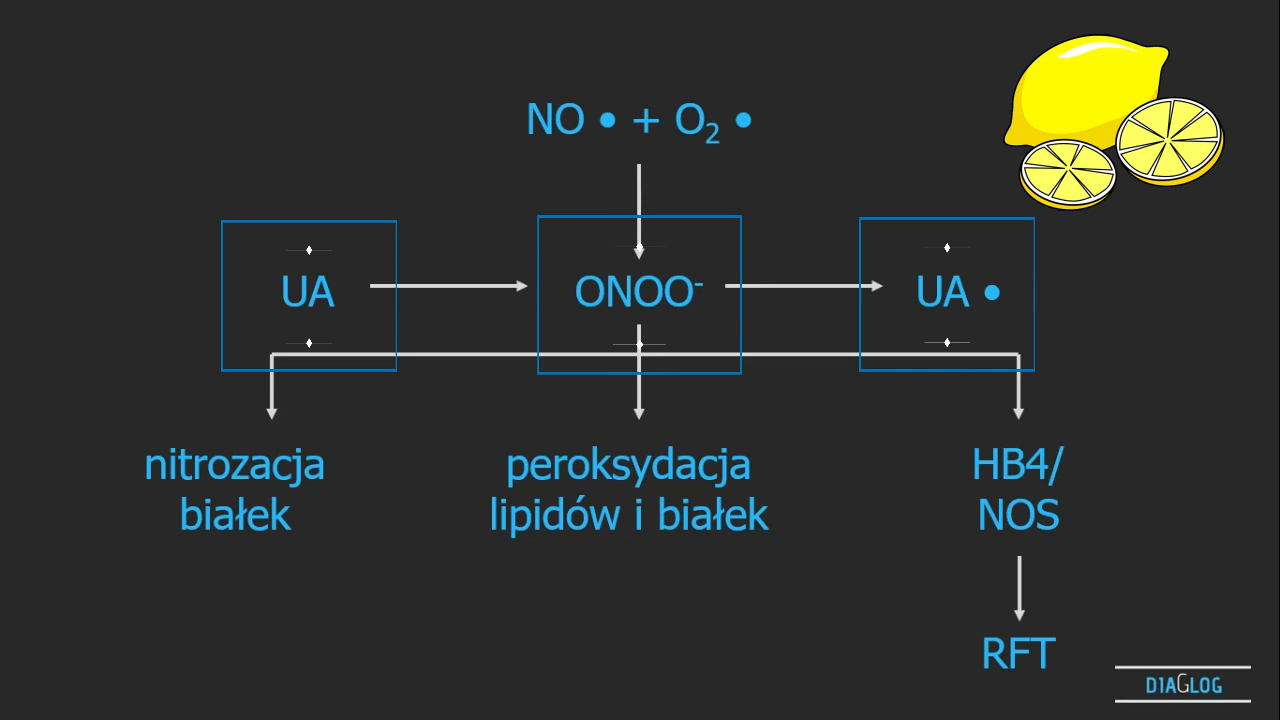 NO • + O₂ •
UA
ONOO⁻
UA •
nitrozacja
białek
peroksydacja
lipidów i białek
HB4/
NOS
RFT
DIAGLOG